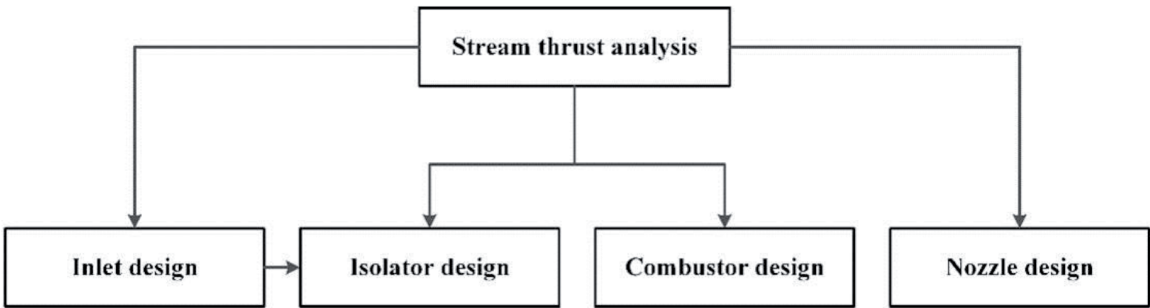 Stream thrust analysis
Inlet design
Isolator design
Combustor design
Nozzle design